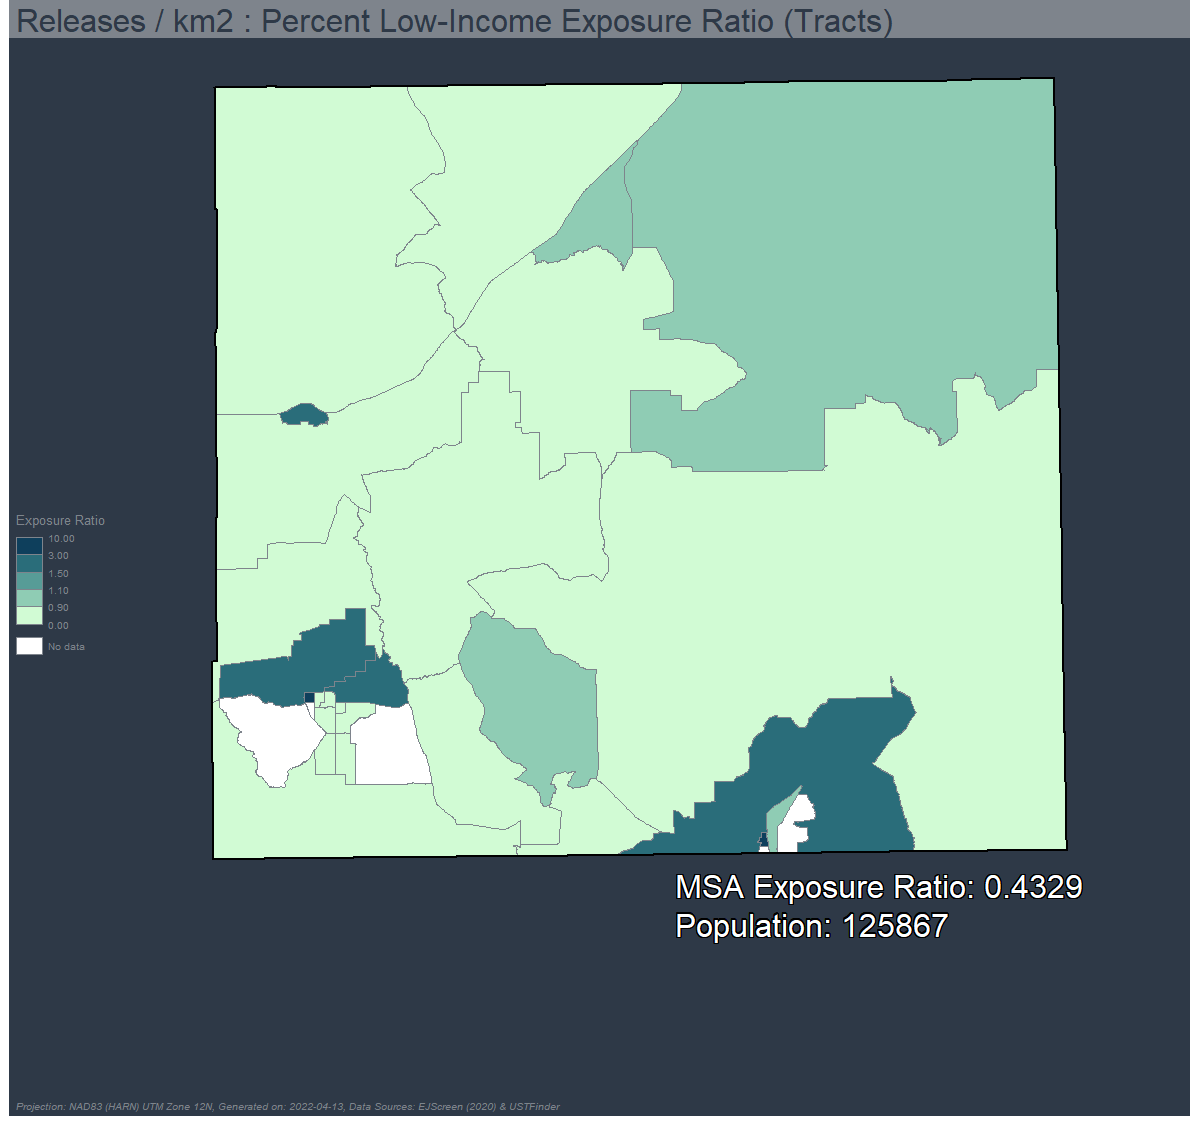 Releases / km2 : Percent Low-Income Exposure Ratio (Tracts)
Exposure Ratio
10.00
3.00
1.50
1.10
0.90
0.00
No data
MSA Exposure Ratio: 0.4329
Population: 125867
Projection: NAD83 (HARN) UTM Zone 12N, Generated on: 2022-04-13, Data Sources: EJScreen (2020) & USTFinder